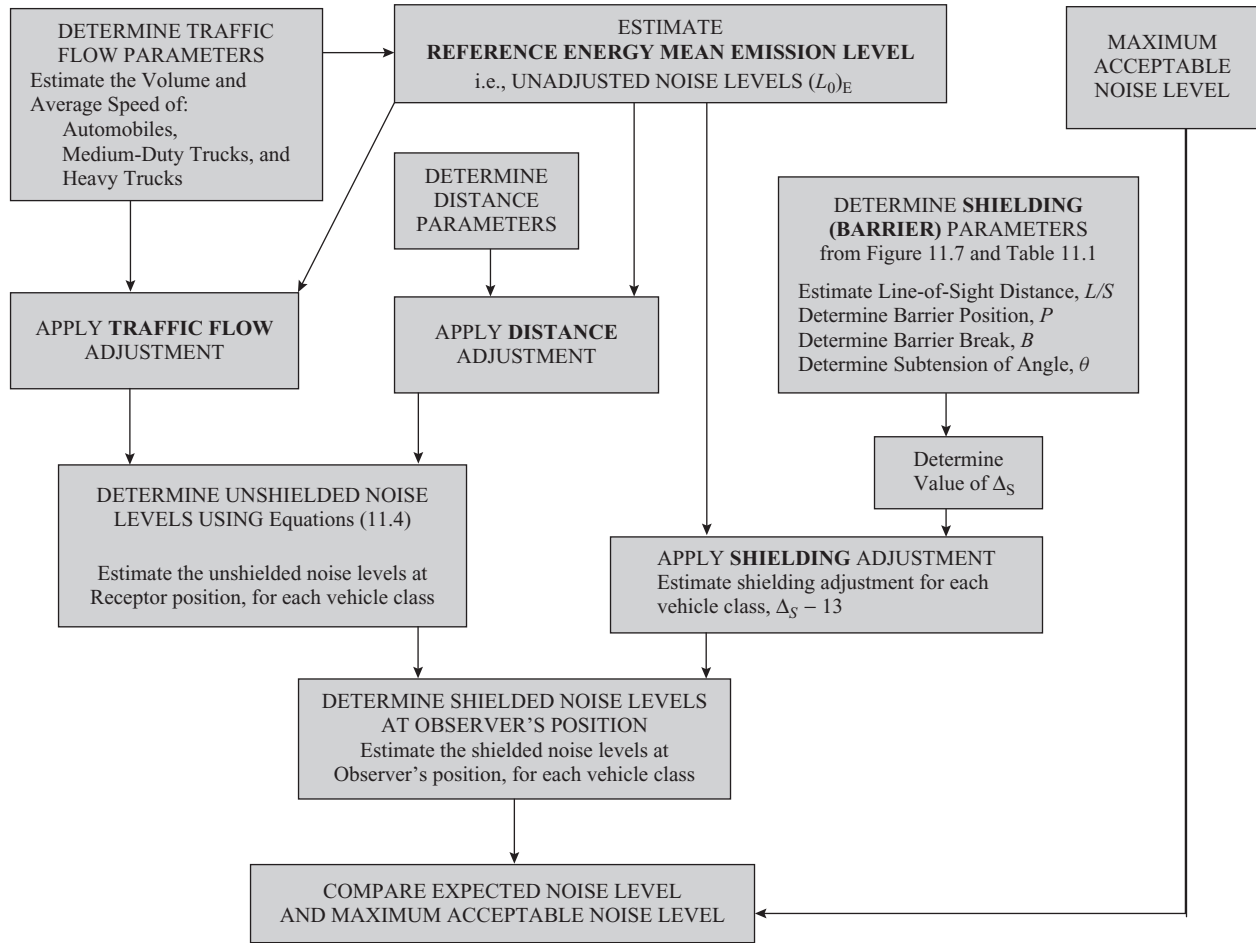 DETERMINE TRAFFIC
FLOW PARAMETERS
Estimate the Volume and
Average Speed of:
Automobiles,
Medium-Duty Trucks, and
Heavy Trucks
ESTIMATE
REFERENCE ENERGY MEAN EMISSION LEVEL
i.e., UNADJUSTED NOISE LEVELS (L0)E
MAXIMUM
ACCEPTABLE
NOISE LEVEL
DETERMINE
DISTANCE
PARAMETERS
DETERMINE SHIELDING
(BARRIER) PARAMETERS
from Figure 11.7 and Table 11.1
Estimate Line-of-Sight Distance, L/S
Determine Barrier Position, P
Determine Barrier Break, B
Determine Subtension of Angle, θ
APPLY TRAFFIC FLOW
ADJUSTMENT
APPLY DISTANCE
ADJUSTMENT
Determine
Value of ΔS
DETERMINE UNSHIELDED NOISE
LEVELS USING Equations (11.4)
Estimate the unshielded noise levels at
Receptor position, for each vehicle class
APPLY SHIELDING ADJUSTMENT
Estimate shielding adjustment for each
vehicle class, ΔS − 13
DETERMINE SHIELDED NOISE LEVELS
AT OBSERVER’S POSITION
Estimate the shielded noise levels at
Observer’s position, for each vehicle class
COMPARE EXPECTED NOISE LEVEL
AND MAXIMUM ACCEPTABLE NOISE LEVEL